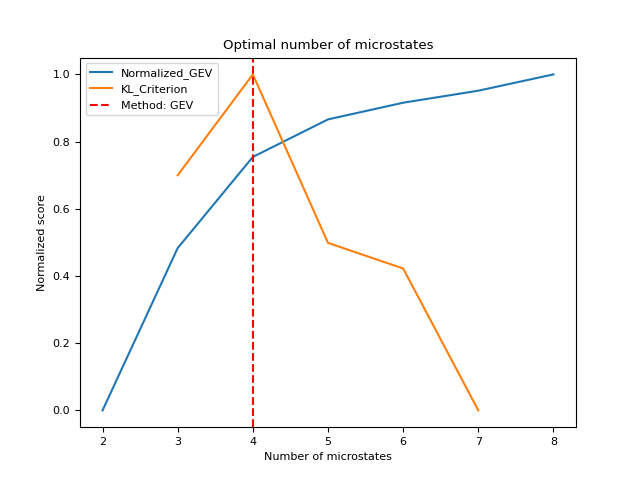 Optimal number of microstates
Normalized_GEV
KL_Criterion
Method: GEV
Normalized score
1.0
0.8
0.6
0.4
0.2
0.0
2 3 4 5 6 7 8
Number of microstates